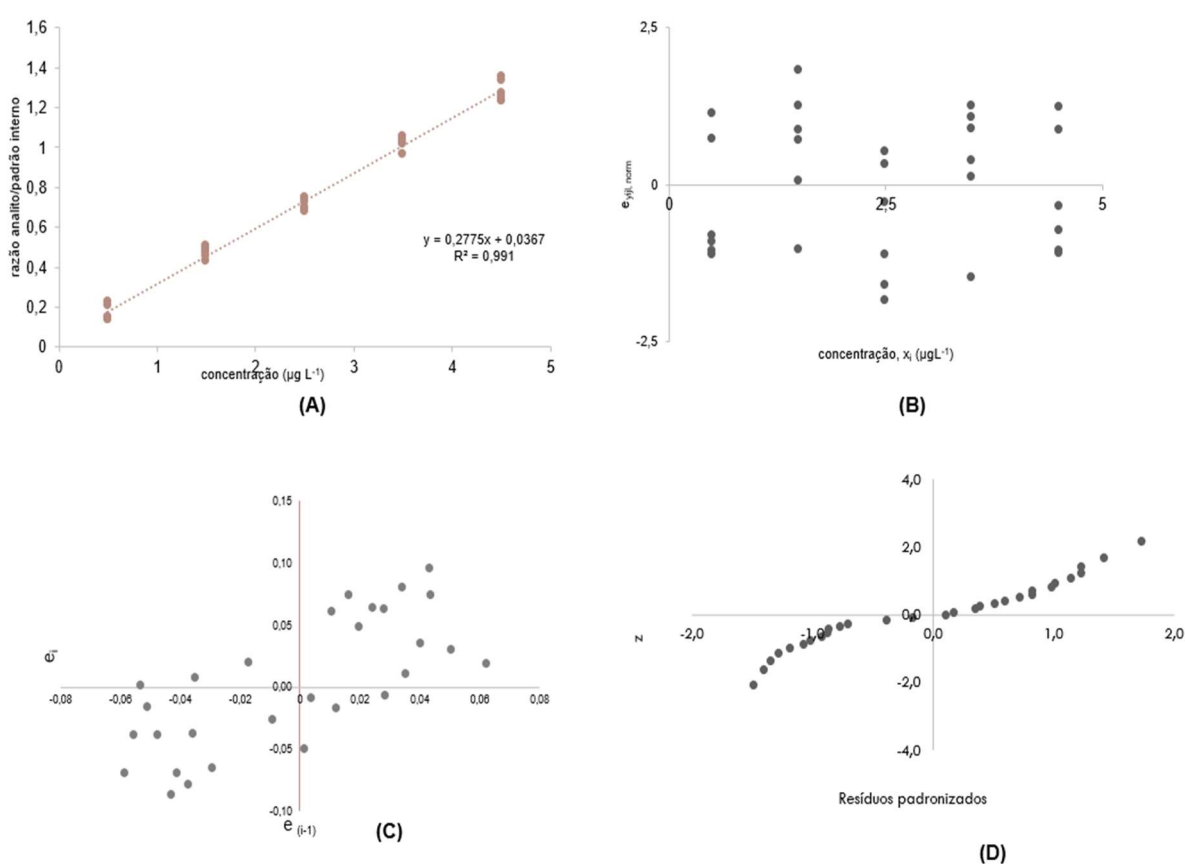 1,6
1,4
1,2
1
0,8
0,6
0,4
0,2
0
0 1 2 3 4 5
razão analito/padrão interno
y = 0,2775x + 0,0367
R² = 0,991
concentração (µg L⁻¹)
(A)
2,5
0
-2,5
0 2,5 5
concentração, xᵢ (µgL⁻¹)
(B)
0,15
0,10
0,05
0,00
-0,05
-0,10
-0,08 -0,06 -0,04 -0,02 0 0,02 0,04 0,06 0,08
eᵢ
e (i-1)
(C)
4,0
2,0
0,0
-2,0
-4,0
-2,0 -1,0 0,0 1,0 2,0
z
Resíduos padronizados
(D)